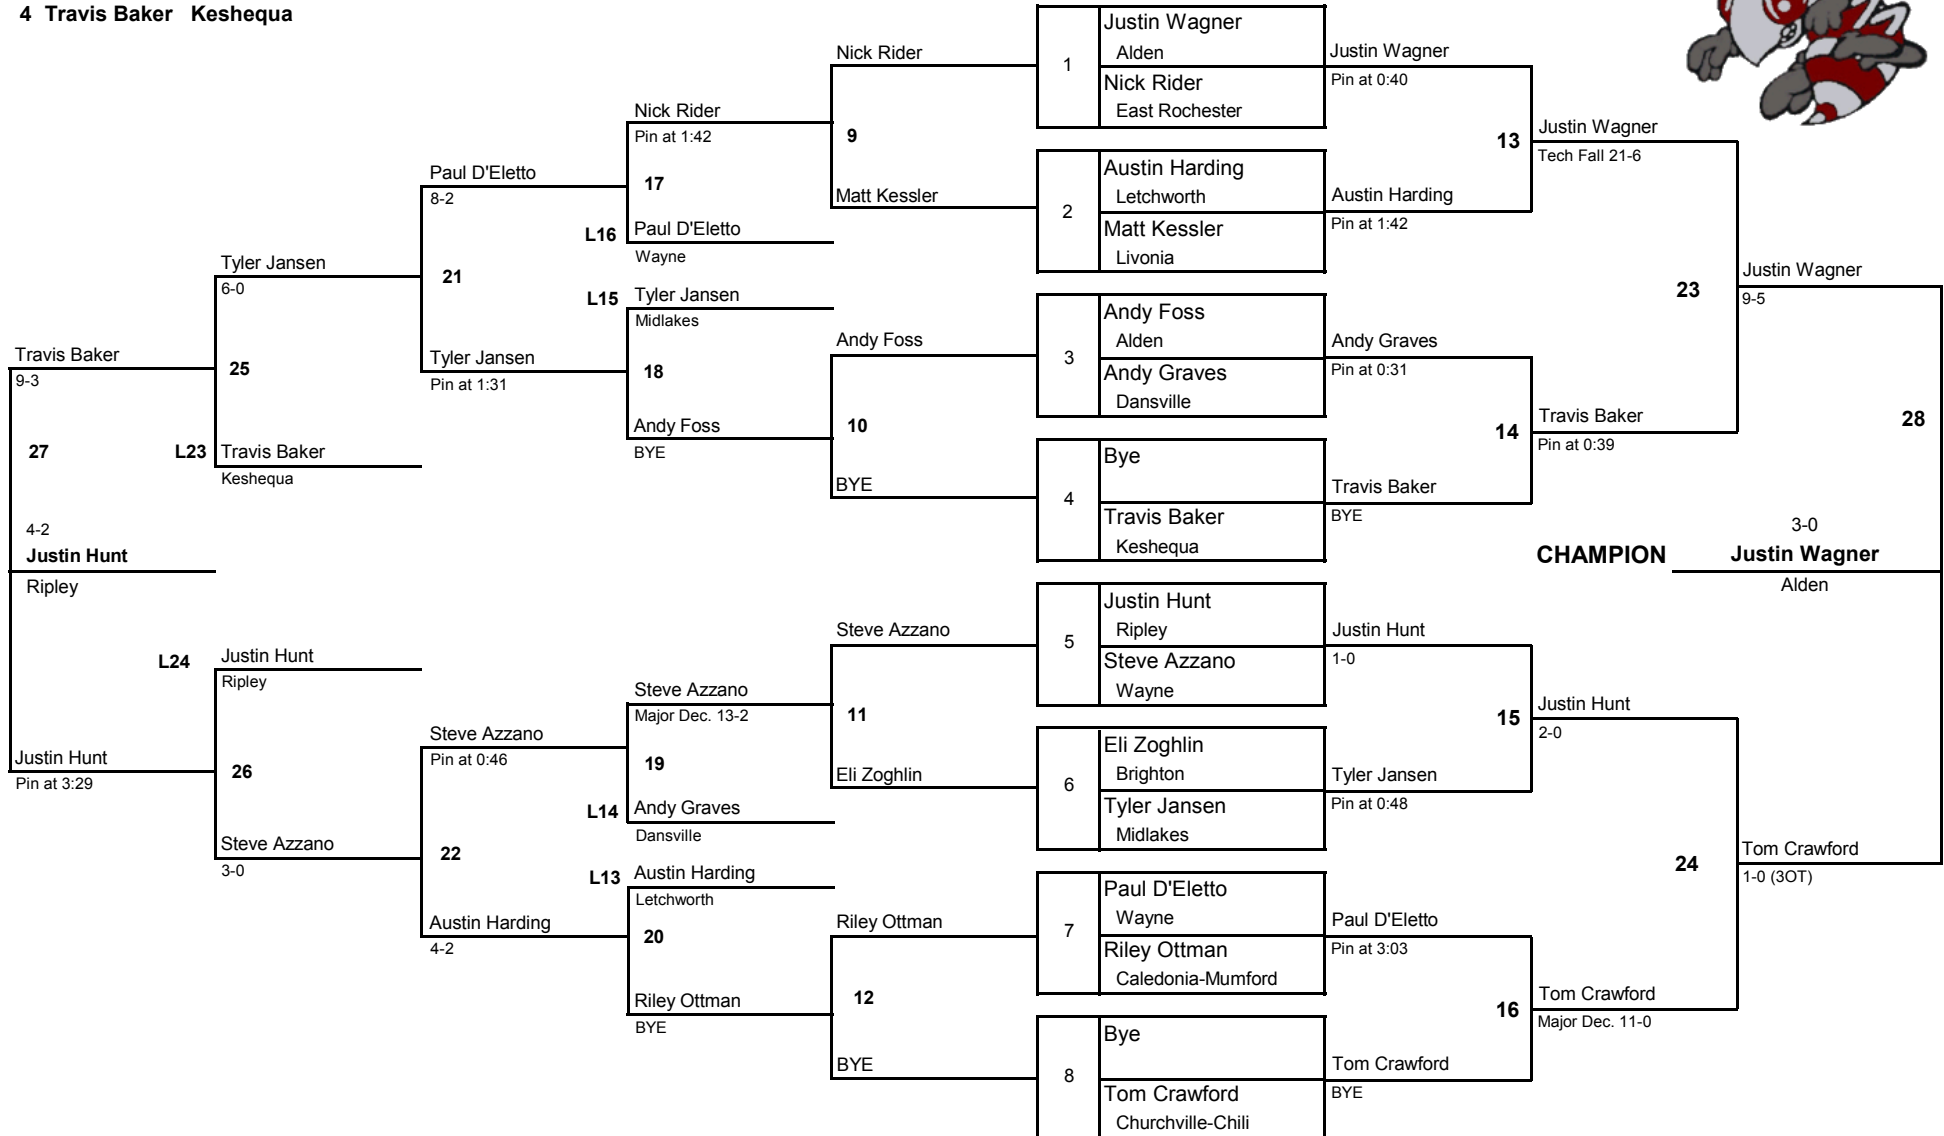 4 Travis Baker Keshequa
Travis Baker
9-3
27
4-2
Justin Hunt
Ripley
Justin Hunt
Pin at 3:29
Tyler Jansen
6-0
25
L23 Travis Baker
Keshequa
L24 Justin Hunt
Ripley
26
Steve Azzano
3-0
Paul D'Eletto
8-2
21
Tyler Jansen
Pin at 1:31
Steve Azzano
Pin at 0:46
22
Austin Harding
4-2
Nick Rider
Pin at 1:42
17
L16 Paul D'Eletto
Wayne
L15 Tyler Jansen
Midlakes
18
Andy Foss
BYE
Steve Azzano
Major Dec. 13-2
19
L14 Andy Graves
Dansville
L13 Austin Harding
Letchworth
20
Riley Ottman
BYE
Nick Rider
9
Matt Kessler
Andy Foss
10
BYE
Steve Azzano
11
Eli Zoghlin
Riley Ottman
12
BYE
1
Justin Wagner
Alden
Nick Rider
East Rochester
2
Austin Harding
Letchworth
Matt Kessler
Livonia
3
Andy Foss
Alden
Andy Graves
Dansville
4
Bye
Travis Baker
Keshequa
5
Justin Hunt
Ripley
Steve Azzano
Wayne
6
Eli Zoghlin
Brighton
Tyler Jansen
Midlakes
7
Paul D'Eletto
Wayne
Riley Ottman
Caledonia-Mumford
8
Bye
Tom Crawford
Churchville-Chili
Justin Wagner
Pin at 0:40
13
Austin Harding
Pin at 1:42
Andy Graves
Pin at 0:31
14
Travis Baker
BYE
Justin Hunt
1-0
15
Tyler Jansen
Pin at 0:48
Paul D'Eletto
Pin at 3:03
16
Tom Crawford
BYE
Justin Wagner
Tech Fall 21-6
23
Travis Baker
Pin at 0:39
Justin Hunt
2-0
24
Tom Crawford
Major Dec. 11-0
Justin Wagner
9-5
28
3-0
CHAMPION Justin Wagner
Alden
Tom Crawford
1-0 (3OT)